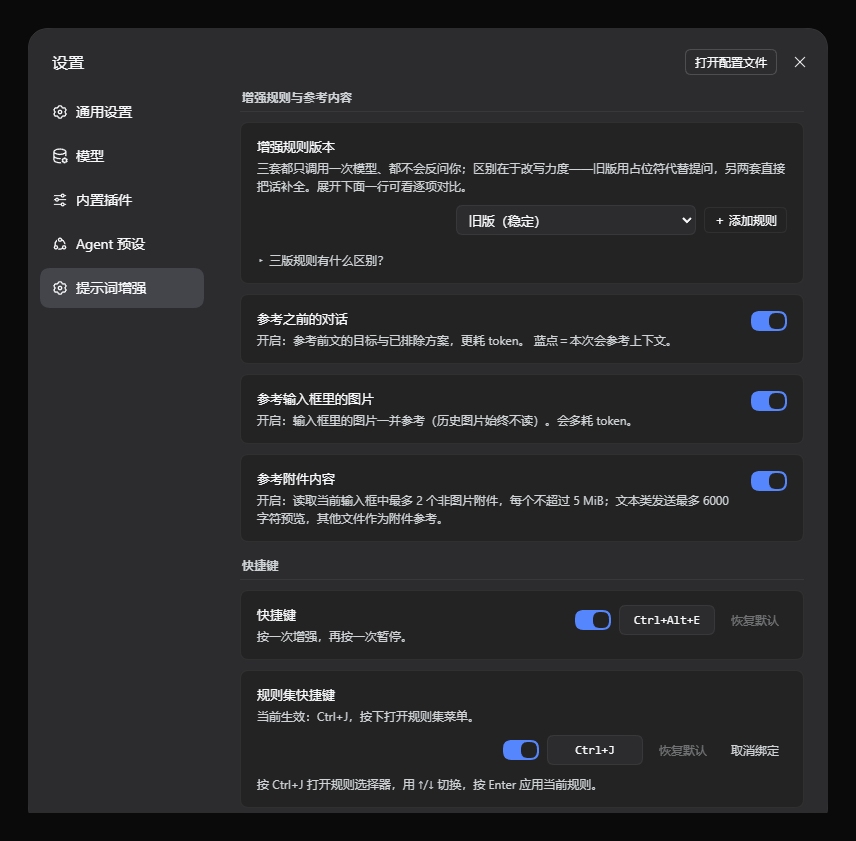 设置
打开配置文件
通用设置
模型
内置插件
Agent 预设
提示词增强
增强规则与参考内容
增强规则版本
三套都只调用一次模型、都不会反问你；区别在于改写力度——旧版用占位符代替提问，另两套直接
把话补全。展开下面一行可看逐项对比。
旧版（稳定）
+ 添加规则
三版规则有什么区别？
参考之前的对话
开启：参考前文的目标与已排除方案，更耗 token。 蓝点＝本次会参考上下文。
参考输入框里的图片
开启：输入框里的图片一并参考（历史图片始终不读）。会多耗 token。
参考附件内容
开启：读取当前输入框中最多 2 个非图片附件，每个不超过 5 MiB；文本类发送最多 6000
字符预览，其他文件作为附件参考。
快捷键
快捷键
按一次增强，再按一次暂停。
Ctrl+Alt+E
恢复默认
规则集快捷键
当前生效：Ctrl+J，按下打开规则集菜单。
Ctrl+J
恢复默认
取消绑定
按 Ctrl+J 打开规则选择器，用 ↑/↓ 切换，按 Enter 应用当前规则。